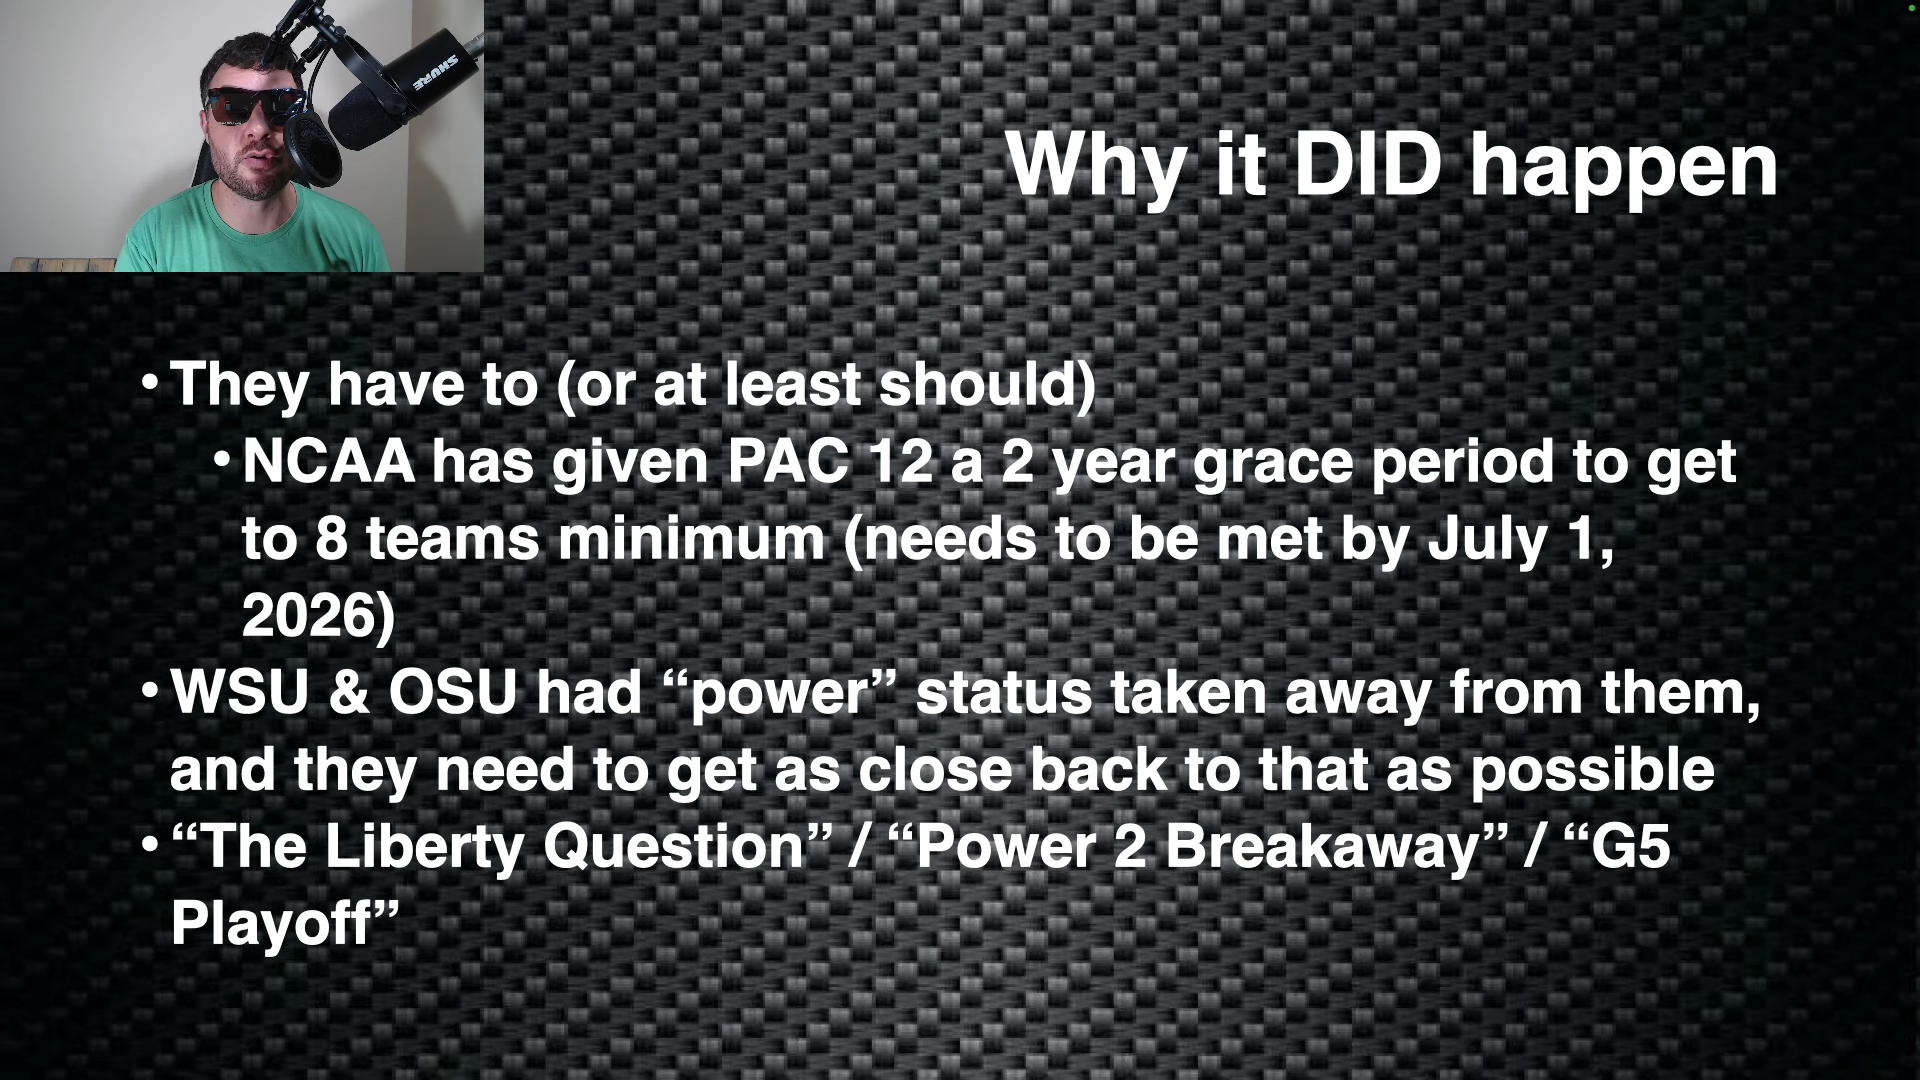 SHURE
Why it DID happen
• They have to (or at least should)
• NCAA has given PAC 12 a 2 year grace period to get
to 8 teams minimum (needs to be met by July 1,
2026)
• WSU & OSU had “power” status taken away from them,
and they need to get as close back to that as possible
• “The Liberty Question” / “Power 2 Breakaway” / “G5
Playoff”